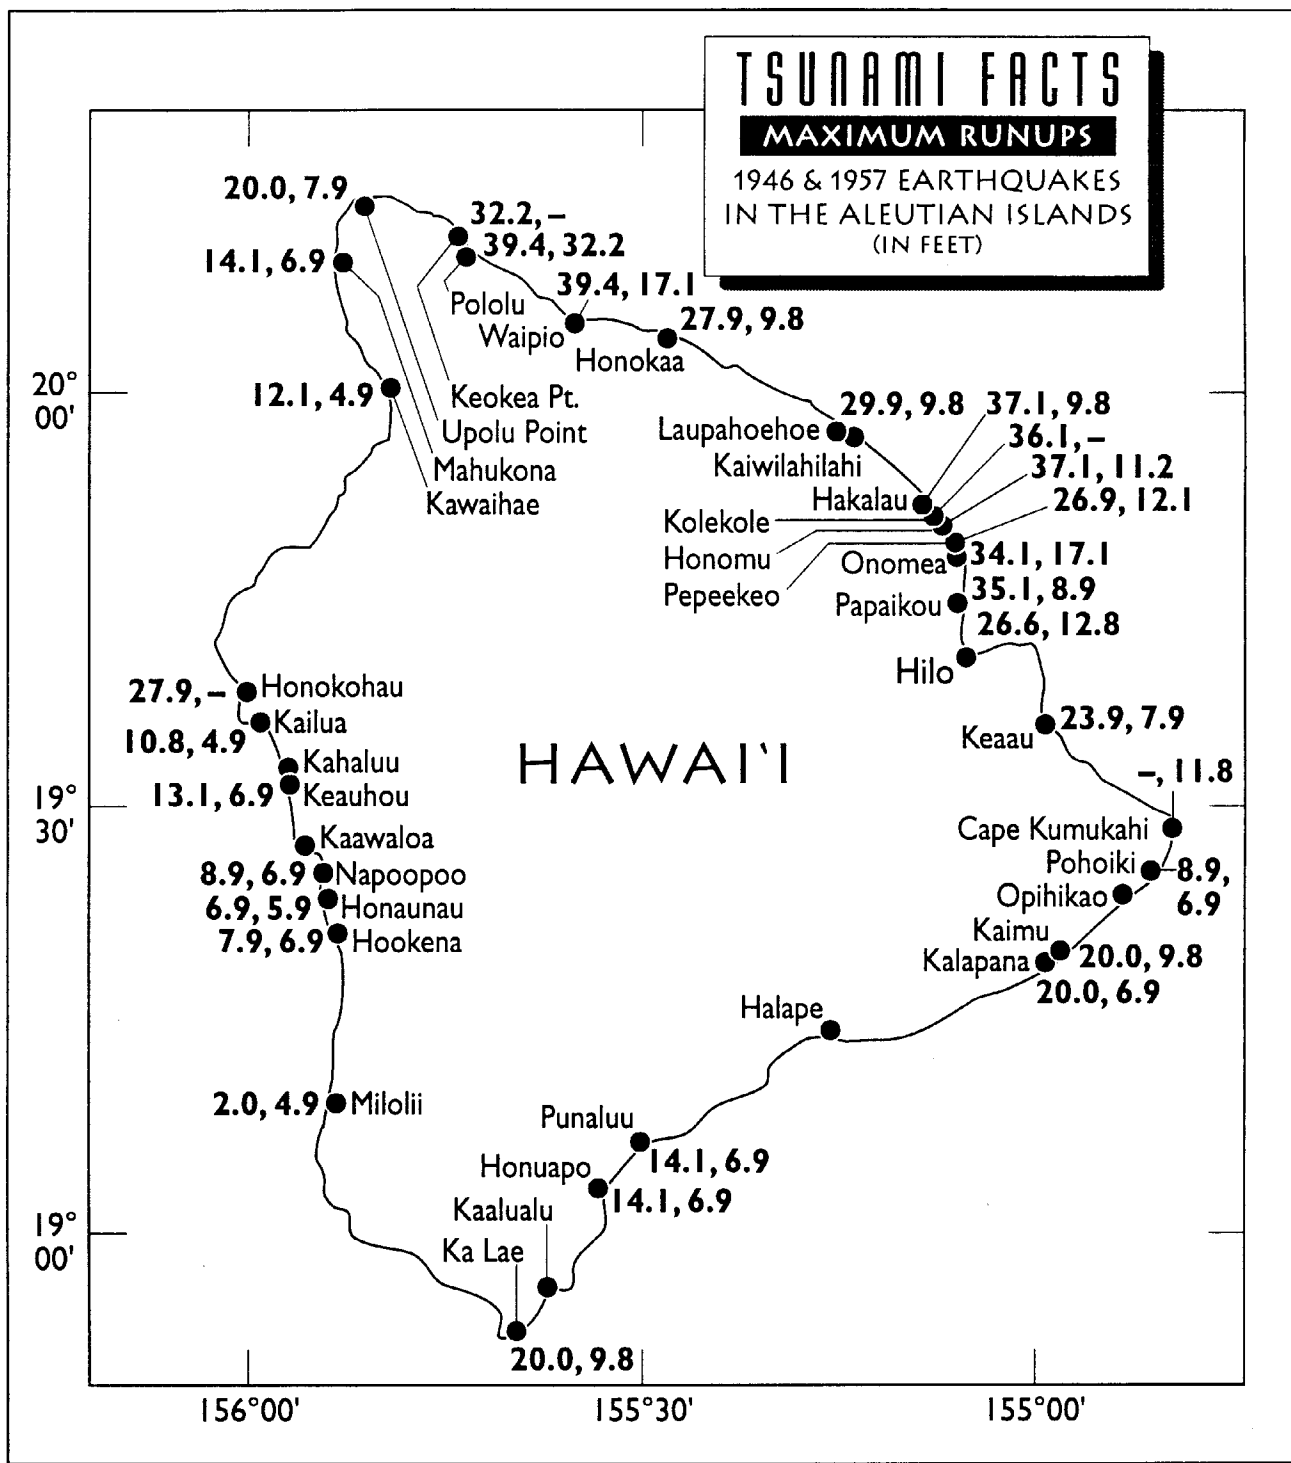 TSUNAMI FACTS
MAXIMUM RUNUPS
1946 & 1957 EARTHQUAKES
IN THE ALEUTIAN ISLANDS
(IN FEET)
20.0, 7.9
32.2, –
39.4, 32.2
14.1, 6.9
39.4, 17.1
Pololu
27.9, 9.8
Waipio
Honokaa
20°
00'
12.1, 4.9
Keokea Pt.
Upolu Point
Mahukona
Kawaihae
29.9, 9.8
37.1, 9.8
Laupahoehoe
36.1, –
Kaiwilahilahi
37.1, 11.2
Hakalau
26.9, 12.1
Kolekole
Honomu
Onomea
34.1, 17.1
Pepeekeo
35.1, 8.9
Papaikou
26.6, 12.8
Hilo
27.9, –
Honokohau
Kailua
10.8, 4.9
23.9, 7.9
Keaau
HAWAI'I
Kahaluu
13.1, 6.9
Keauhou
–, 11.8
19°
30'
Kaawaloa
Cape Kumukahi
8.9, 6.9
Napoopoo
Pohoiki
8.9,
6.9
6.9, 5.9
Honaunau
Opihikao
7.9, 6.9
Hookena
Kaimu
20.0, 9.8
Kalapana
20.0, 6.9
Halape
2.0, 4.9
Milolii
Punaluu
14.1, 6.9
Honuapo
14.1, 6.9
Kaalualu
19°
00'
Ka Lae
20.0, 9.8
156°00'
155°30'
155°00'